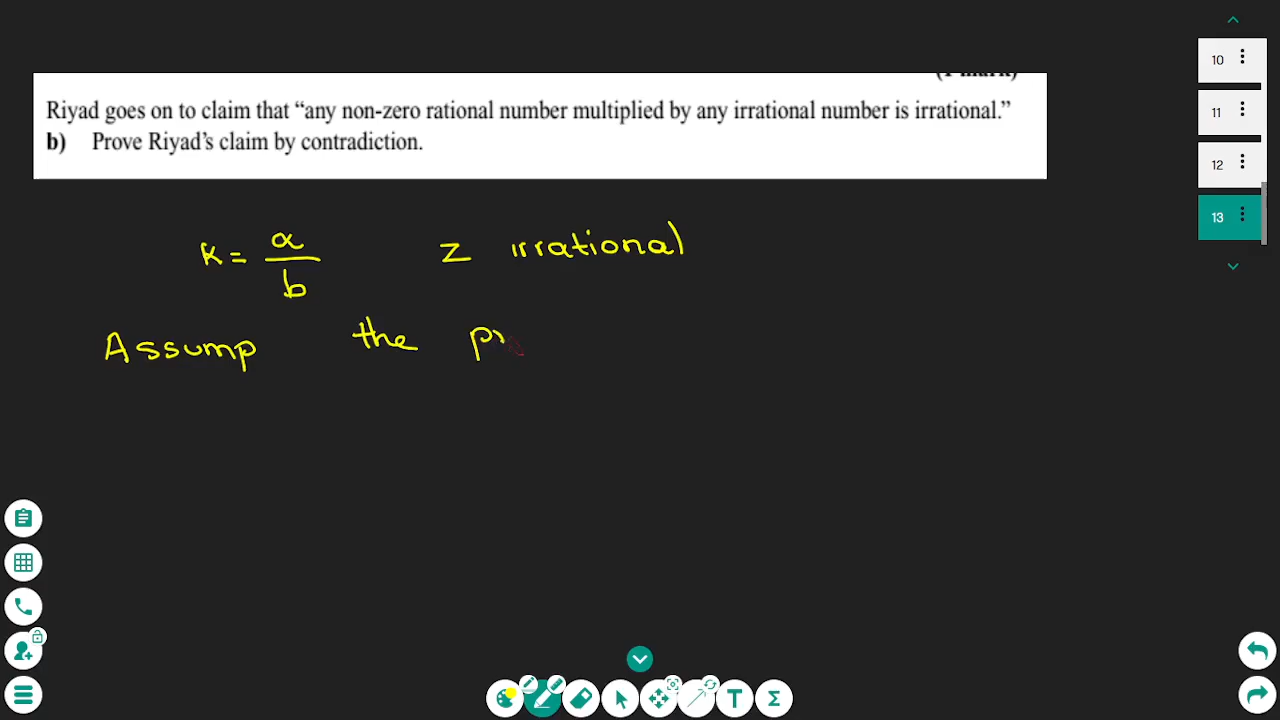 Riyad goes on to claim that “any non-zero rational number multiplied by any irrational number is irrational.”
b) Prove Riyad’s claim by contradiction.
k = a/b z irrational
Assump the pr
10
11
12
13
T
Σ